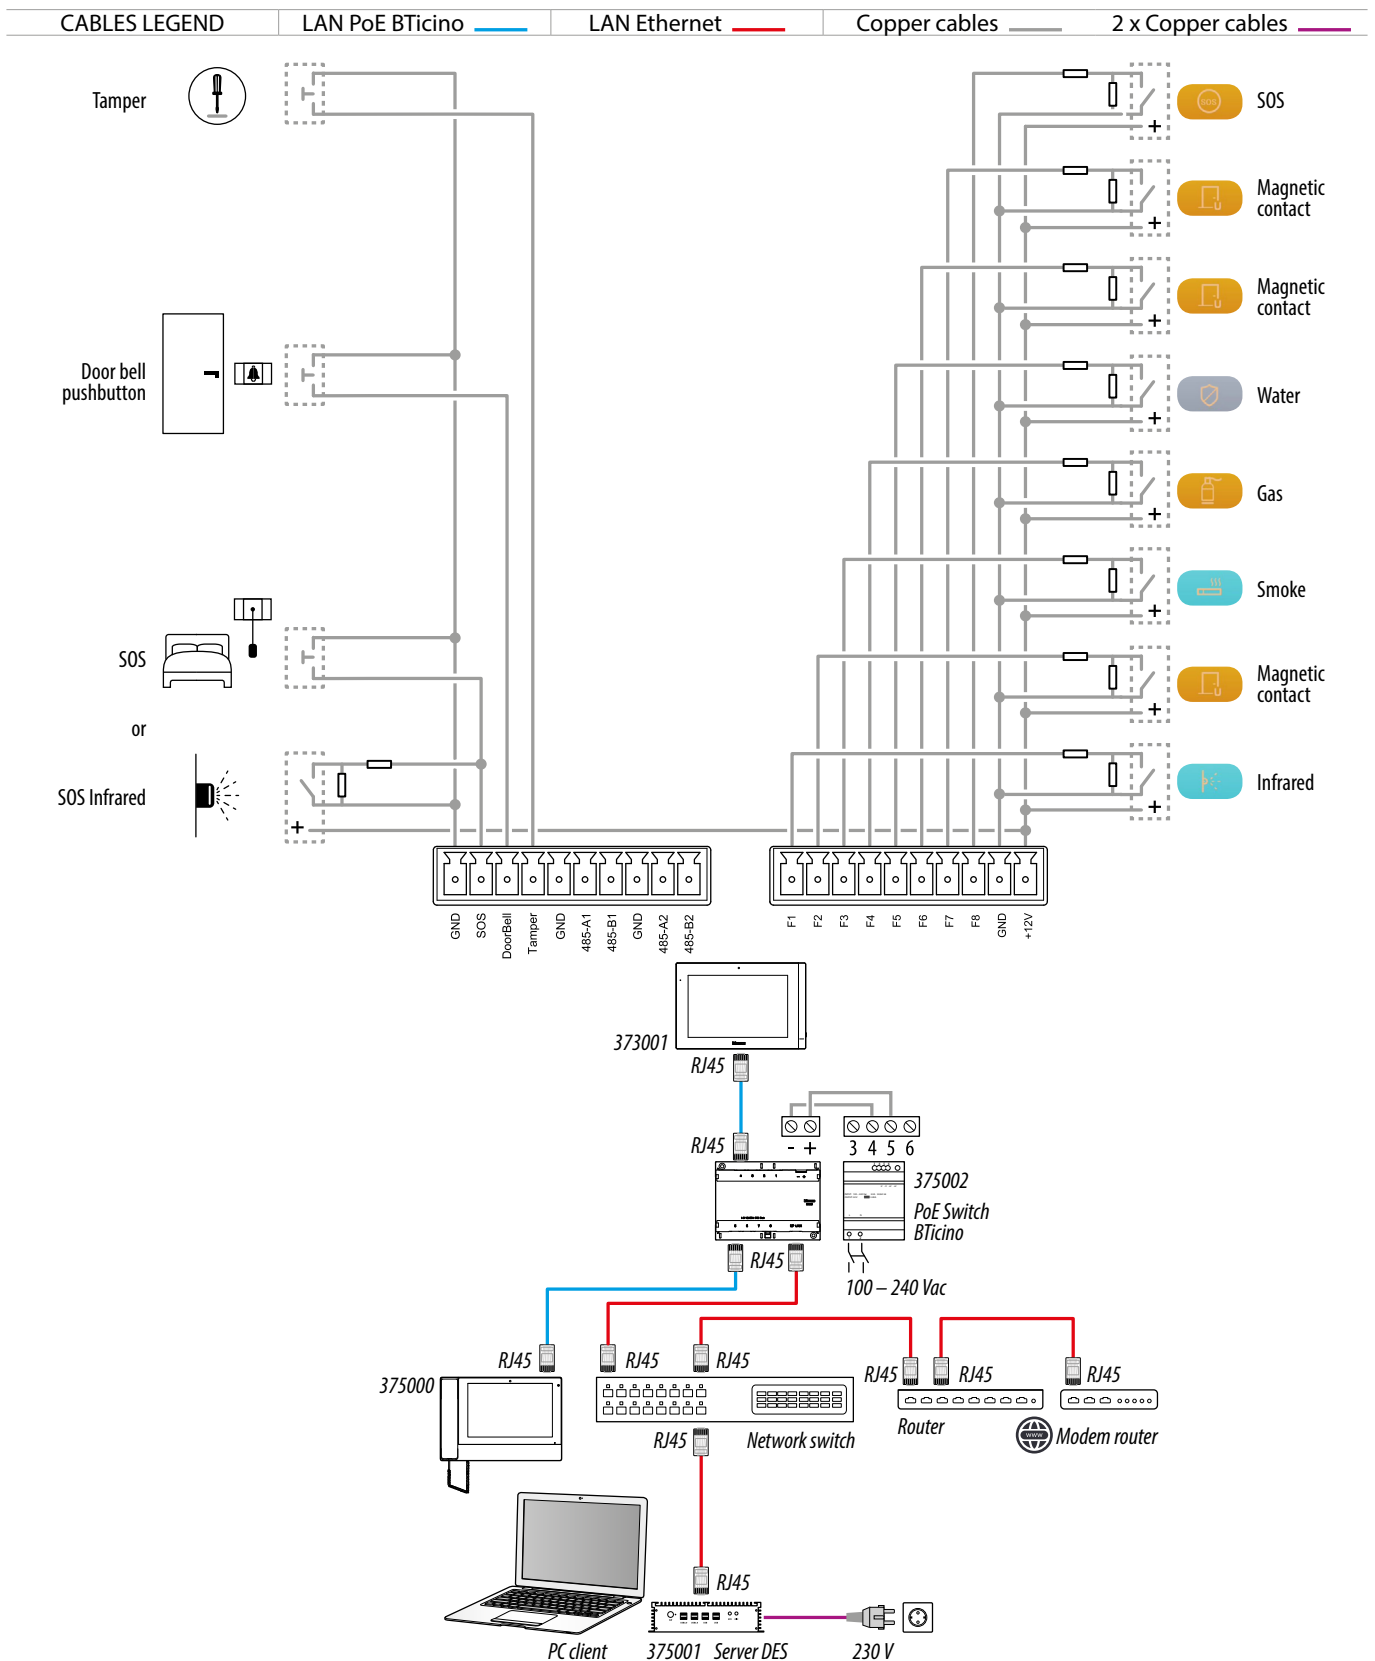 CABLES LEGEND LAN PoE BTicino LAN Ethernet Copper cables 2 x Copper cables
Tamper
SOS
+
Magnetic
contact
+
Magnetic
contact
+
Door bell
pushbutton
Water
+
Gas
+
Smoke
+
SOS
Magnetic
contact
+
or
SOS Infrared
Infrared
+
+
GND SOS DoorBell Tamper GND 485-A1 485-B1 GND 485-A2 485-B2
F1 F2 F3 F4 F5 F6 F7 F8 GND +12V
373001
RJ45
RJ45
- +
3 4 5 6
375002
PoE Switch
BTicino
RJ45
100 – 240 Vac
RJ45 RJ45 RJ45 RJ45 RJ45 RJ45
375000
Router
WWW
Modem router
RJ45
Network switch
RJ45
PC client
375001 Server DES
230 V